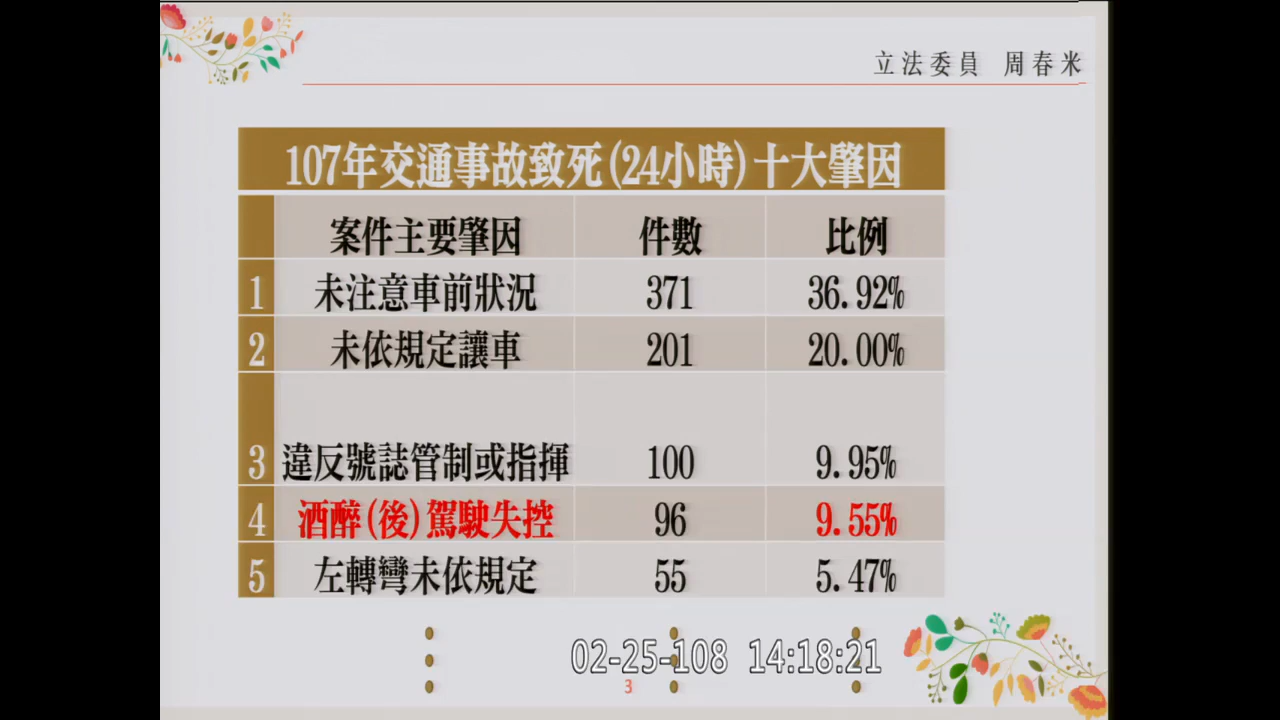 立法委員 周春米
107年交通事故致死(24小時)十大肇因
案件主要肇因 件數 比例
1 未注意車前狀況 371 36.92%
2 未依規定讓車 201 20.00%
3 違反號誌管制或指揮 100 9.95%
4 酒醉(後)駕駛失控 96 9.55%
5 左轉彎未依規定 55 5.47%
02-25-108 14:18:21
3